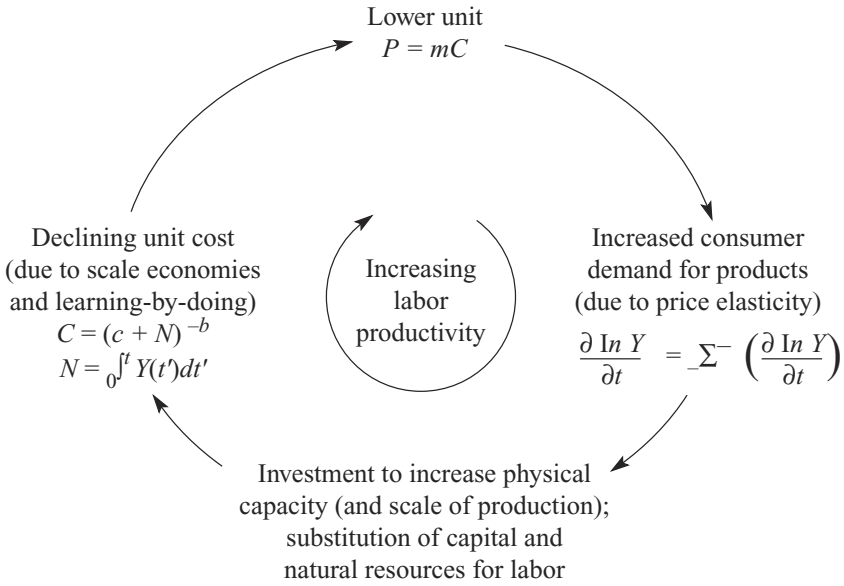 Lower unit
P = mC
Declining unit cost
(due to scale economies
and learning-by-doing)
C = (c + N) ^{–b}
N = ₀∫ᵗ Y(t′)dt′
Increasing
labor
productivity
Increased consumer
demand for products
(due to price elasticity)
∂ In Y / ∂t = _Σ¯ (∂ In Y / ∂t)
Investment to increase physical
capacity (and scale of production);
substitution of capital and
natural resources for labor